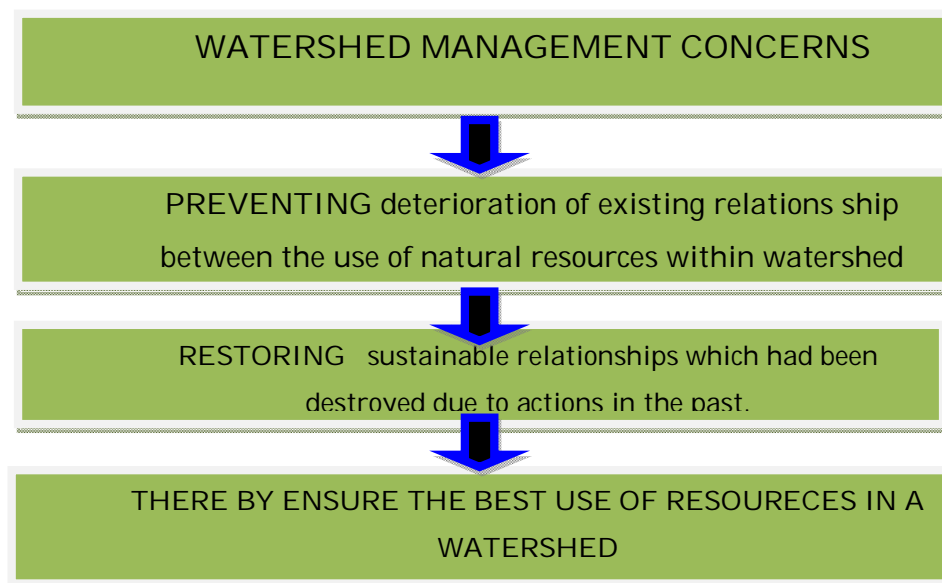 WATERSHED MANAGEMENT CONCERNS
PREVENTING deterioration of existing relations ship
between the use of natural resources within watershed
RESTORING sustainable relationships which had been
destroyed due to actions in the past.
THERE BY ENSURE THE BEST USE OF RESOURECES IN A
WATERSHED